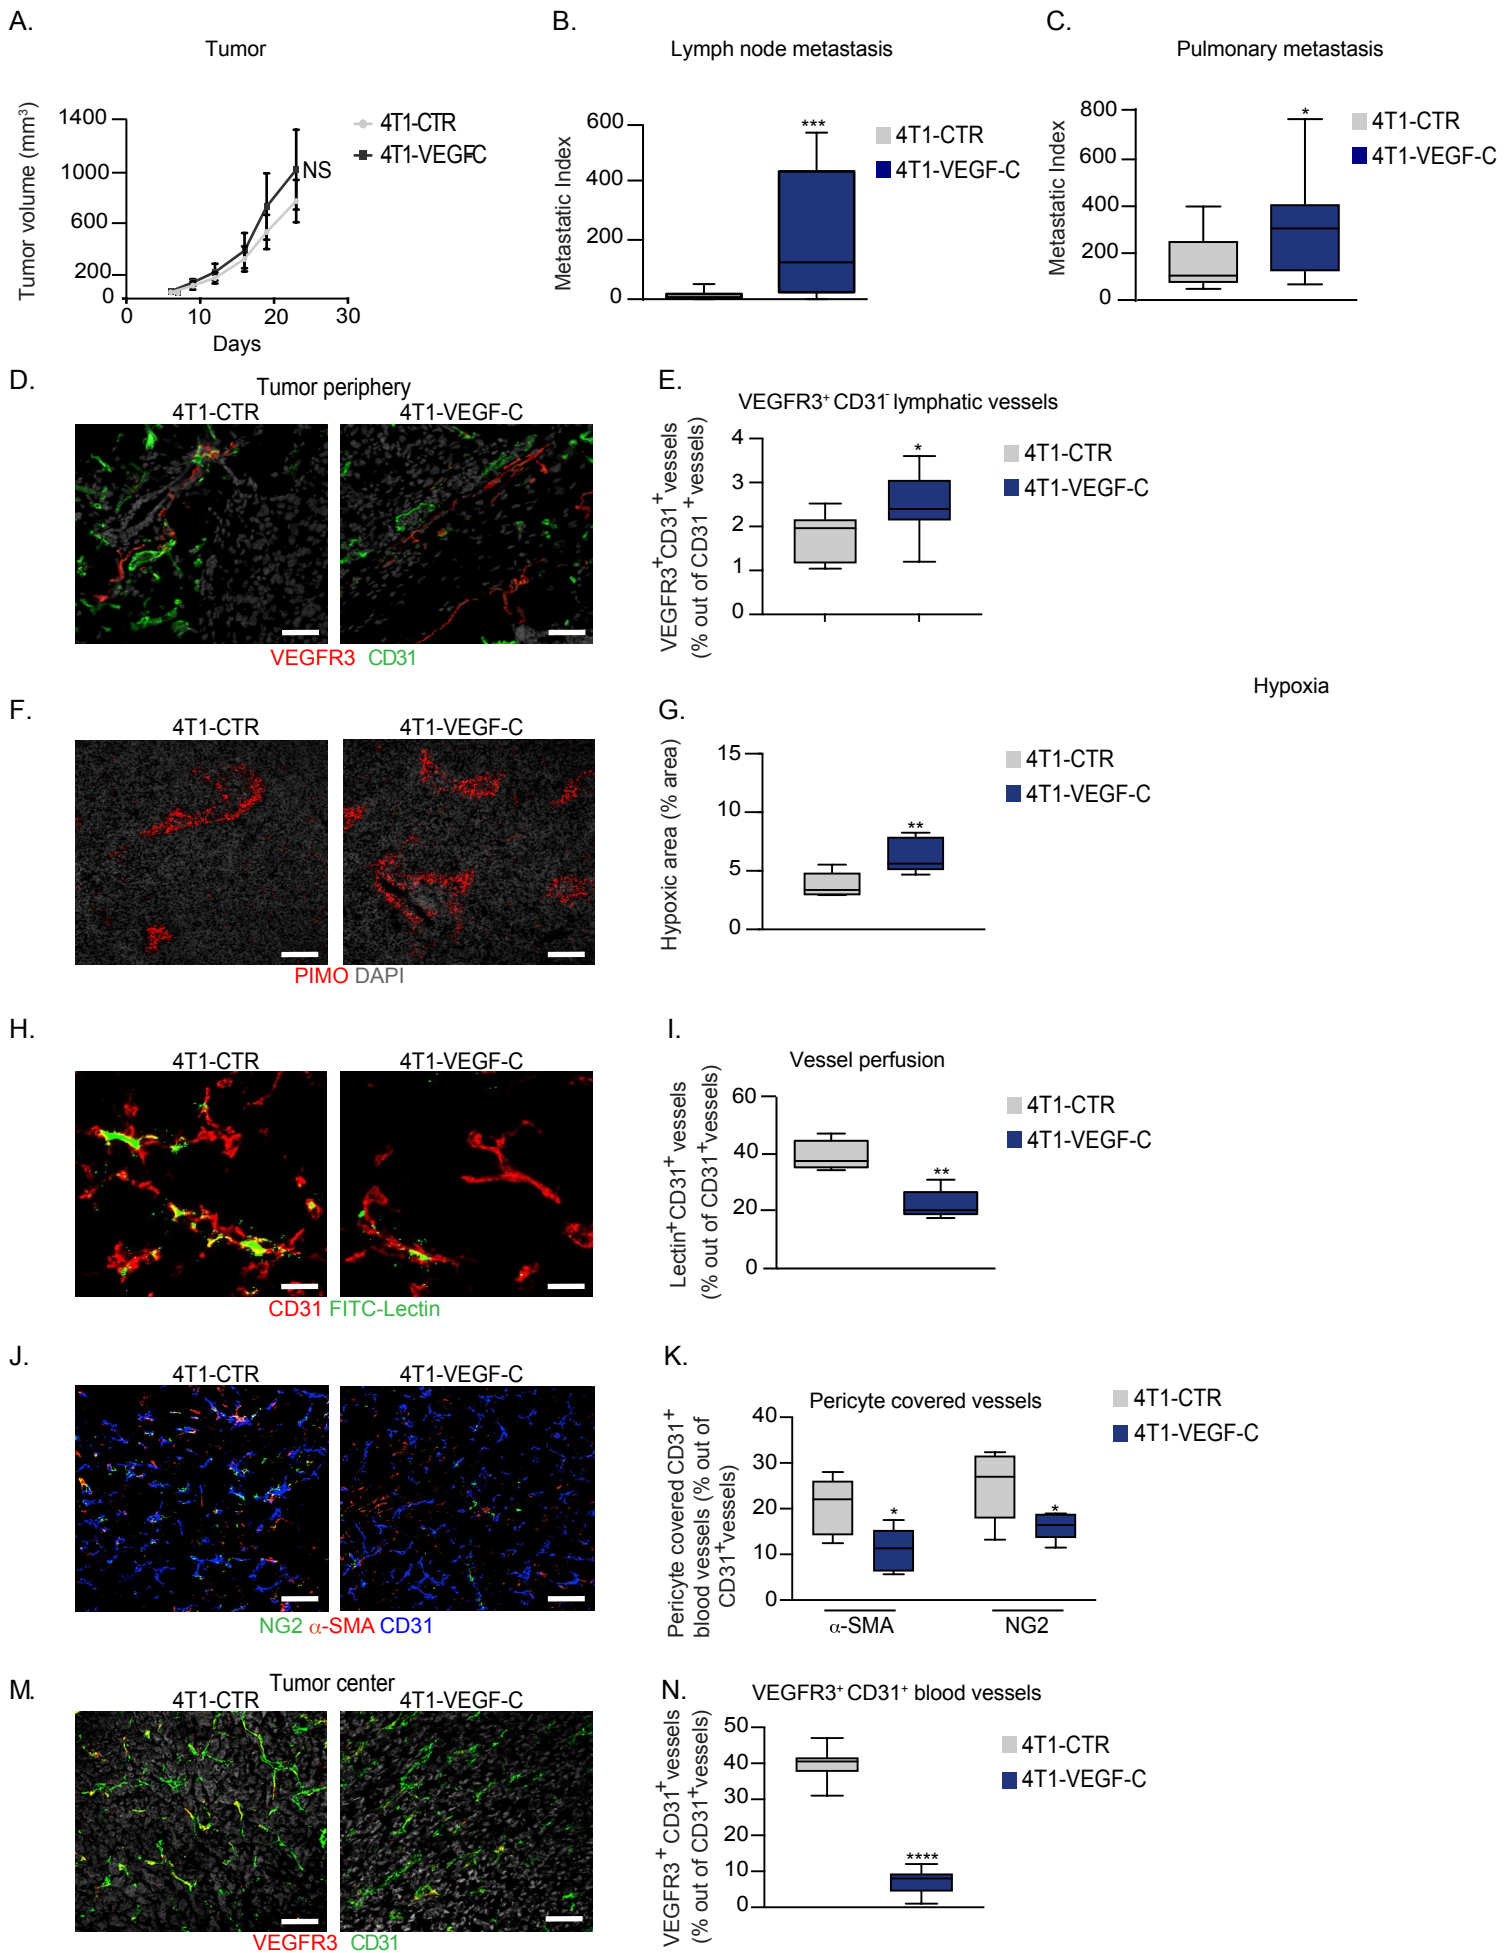 A.
Tumor
Tumor volume (mm³)
1400
1000
600
200
0
0
10
20
30
Days
NS
4T1-CTR
4T1-VEGF-C
B.
Lymph node metastasis
Metastatic Index
600
400
200
0
***
4T1-CTR
4T1-VEGF-C
C.
Pulmonary metastasis
Metastatic Index
800
600
400
200
0
*
4T1-CTR
4T1-VEGF-C
D.
Tumor periphery
4T1-CTR
4T1-VEGF-C
VEGFR3 CD31
E.
VEGFR3⁺ CD31⁻ lymphatic vessels
VEGFR3⁺CD31⁺vessels
(% out of CD31⁺vessels)
4
3
2
1
0
*
4T1-CTR
4T1-VEGF-C
Hypoxia
F.
4T1-CTR
4T1-VEGF-C
PIMO DAPI
G.
Hypoxic area (% area)
15
10
5
0
**
4T1-CTR
4T1-VEGF-C
H.
4T1-CTR
4T1-VEGF-C
CD31 FITC-Lectin
I.
Vessel perfusion
Lectin⁺CD31⁺ vessels
(% out of CD31⁺vessels)
60
40
20
0
**
4T1-CTR
4T1-VEGF-C
J.
4T1-CTR
4T1-VEGF-C
NG2 α-SMA CD31
K.
Pericyte covered vessels
Pericyte covered CD31⁺
blood vessels (% out of
CD31⁺vessels)
40
30
20
10
0
*
*
α-SMA
NG2
4T1-CTR
4T1-VEGF-C
M.
Tumor center
4T1-CTR
4T1-VEGF-C
VEGFR3 CD31
N.
VEGFR3⁺ CD31⁺ blood vessels
VEGFR3⁺ CD31⁺vessels
(% out of CD31⁺vessels)
50
40
30
20
10
0
****
4T1-CTR
4T1-VEGF-C